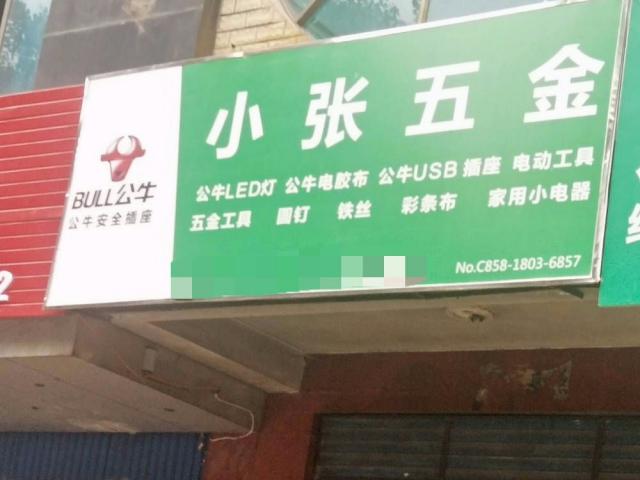 小张五金
BULL公牛
公牛安全插座
公牛LED灯 公牛电胶布 公牛USB插座 电动工具
五金工具 圆钉 铁丝 彩条布 家用小电器
No.C858-1803-6857
2